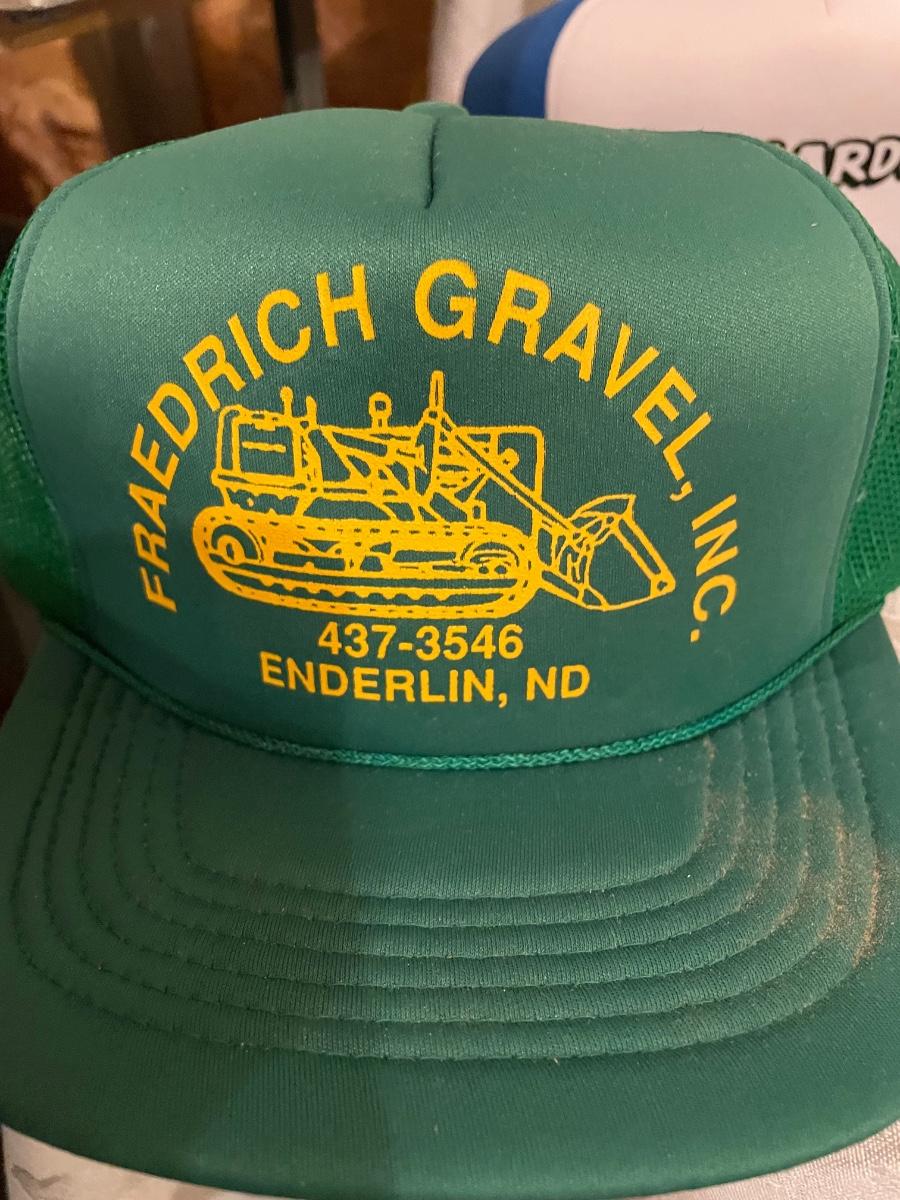 FRAEDRICH GRAVEL, INC.
437-3546
ENDERLIN, ND